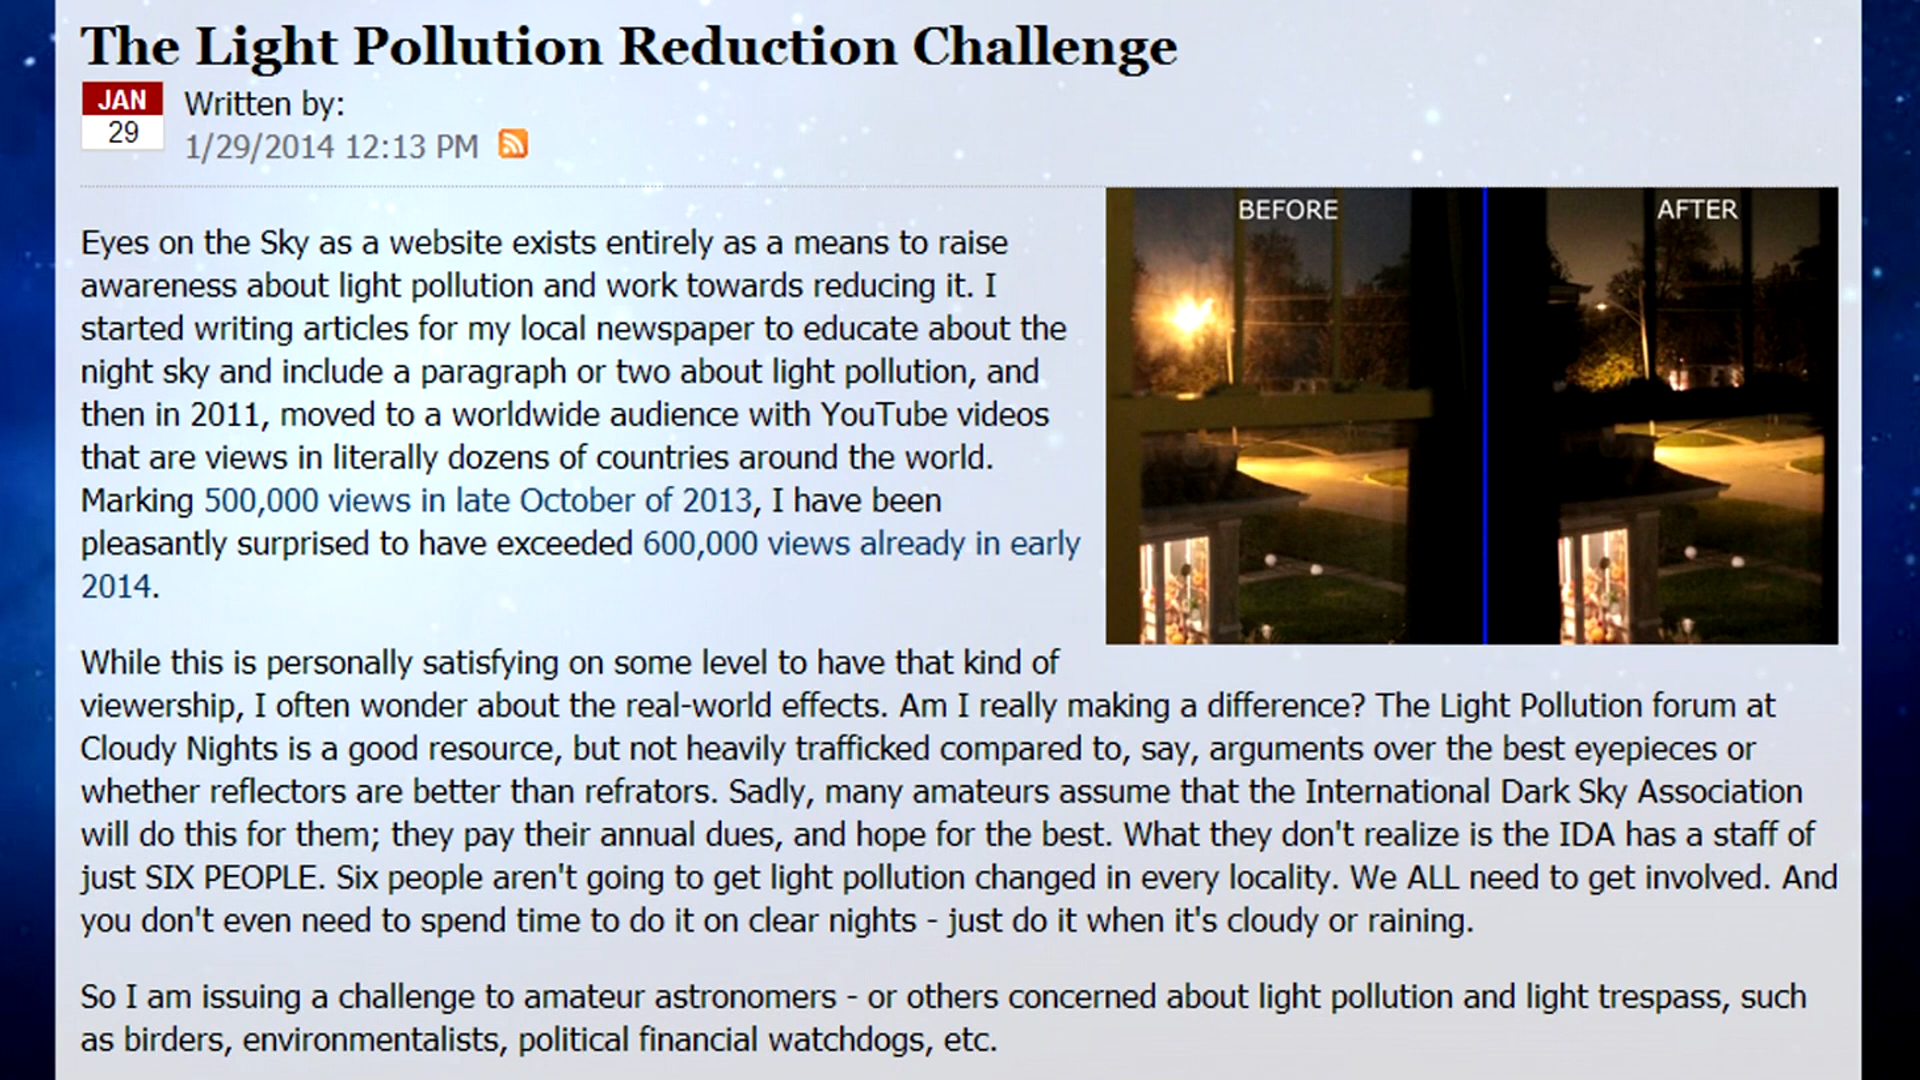 The Light Pollution Reduction Challenge
JAN
29
Written by:
1/29/2014 12:13 PM
BEFORE
AFTER
Eyes on the Sky as a website exists entirely as a means to raise
awareness about light pollution and work towards reducing it. I
started writing articles for my local newspaper to educate about the
night sky and include a paragraph or two about light pollution, and
then in 2011, moved to a worldwide audience with YouTube videos
that are views in literally dozens of countries around the world.
Marking 500,000 views in late October of 2013, I have been
pleasantly surprised to have exceeded 600,000 views already in early
2014.
While this is personally satisfying on some level to have that kind of
viewership, I often wonder about the real-world effects. Am I really making a difference? The Light Pollution forum at
Cloudy Nights is a good resource, but not heavily trafficked compared to, say, arguments over the best eyepieces or
whether reflectors are better than refrators. Sadly, many amateurs assume that the International Dark Sky Association
will do this for them; they pay their annual dues, and hope for the best. What they don't realize is the IDA has a staff of
just SIX PEOPLE. Six people aren't going to get light pollution changed in every locality. We ALL need to get involved. And
you don't even need to spend time to do it on clear nights - just do it when it's cloudy or raining.
So I am issuing a challenge to amateur astronomers - or others concerned about light pollution and light trespass, such
as birders, environmentalists, political financial watchdogs, etc.